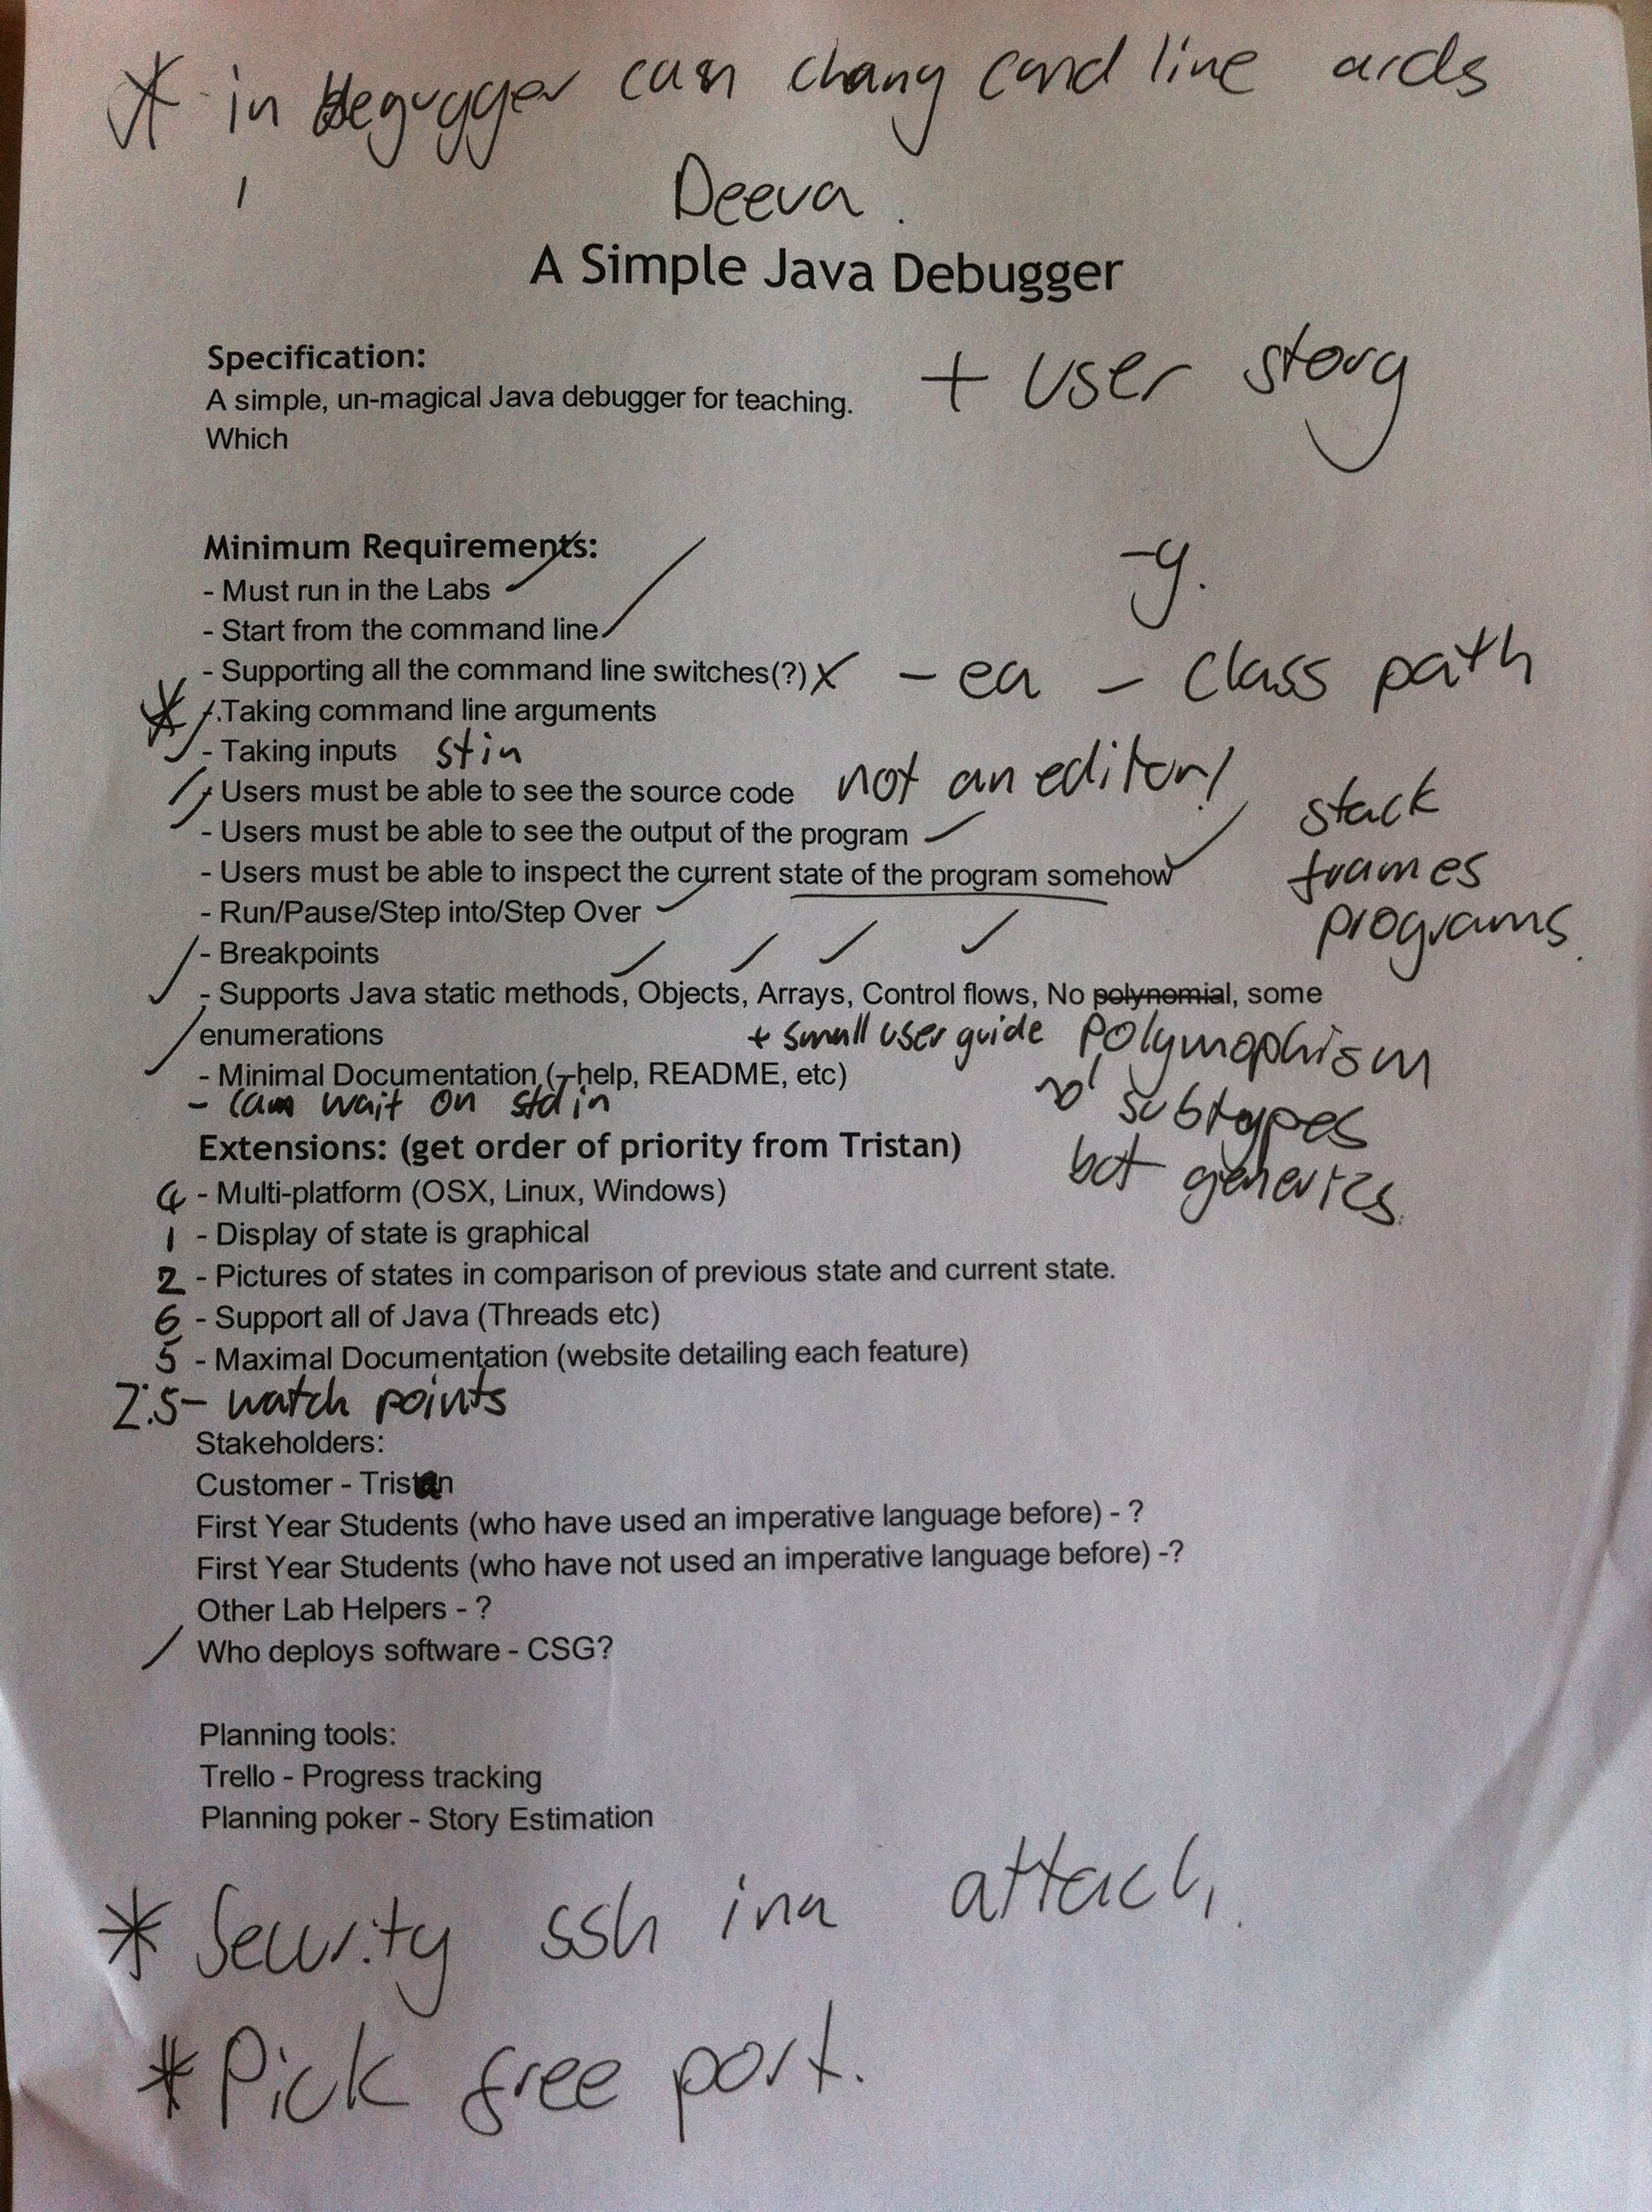 * in degugger can chang cmd line
Deeva.
A Simple Java Debugger
Specification:
A simple, un-magical Java debugger for teaching.
Which
+ user story
Minimum Requirements:
- Must run in the Labs
- Start from the command line
- Supporting all the command line switches(?) X - ea - class path
* - Taking command line arguments
- Taking inputs stin
- Users must be able to see the source code not an editor!
- Users must be able to see the output of the program
- Users must be able to inspect the current state of the program somehow
stack
frames
programs.
- Run/Pause/Step into/Step Over
- Breakpoints
- Supports Java static methods, Objects, Arrays, Control flows, No polynomial, some
enumerations
+ small user guide Polymophism
no subtypes
but generics.
- Minimal Documentation (--help, README, etc)
- Can wait on stdin
Extensions: (get order of priority from Tristan)
4 - Multi-platform (OSX, Linux, Windows)
1 - Display of state is graphical
2 - Pictures of states in comparison of previous state and current state.
6 - Support all of Java (Threads etc)
5 - Maximal Documentation (website detailing each feature)
2.5 - watch points
Stakeholders:
Customer - Tristan
First Year Students (who have used an imperative language before) - ?
First Year Students (who have not used an imperative language before) -?
Other Lab Helpers - ?
Who deploys software - CSG?
Planning tools:
Trello - Progress tracking
Planning poker - Story Estimation
* Security ssh attach.
* Pick free port.